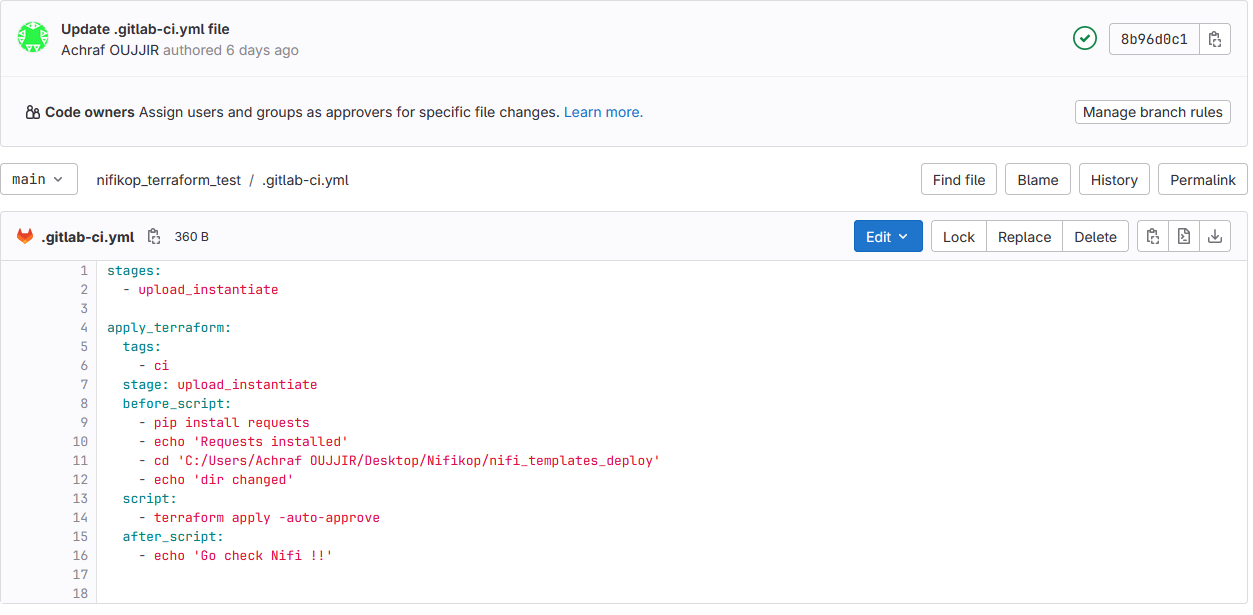 Update .gitlab-ci.yml file
Achraf OUJJIR authored 6 days ago
8b96d0c1
Code owners Assign users and groups as approvers for specific file changes. Learn more.
Manage branch rules
main
nifikop_terraform_test / .gitlab-ci.yml
Find file
Blame
History
Permalink
.gitlab-ci.yml
360 B
Edit
Lock
Replace
Delete
1 stages:
2   - upload_instantiate
3
4 apply_terraform:
5   tags:
6     - ci
7   stage: upload_instantiate
8   before_script:
9     - pip install requests
10     - echo 'Requests installed'
11     - cd 'C:/Users/Achraf OUJJIR/Desktop/Nifikop/nifi_templates_deploy'
12     - echo 'dir changed'
13   script:
14     - terraform apply -auto-approve
15   after_script:
16     - echo 'Go check Nifi !!'
17
18